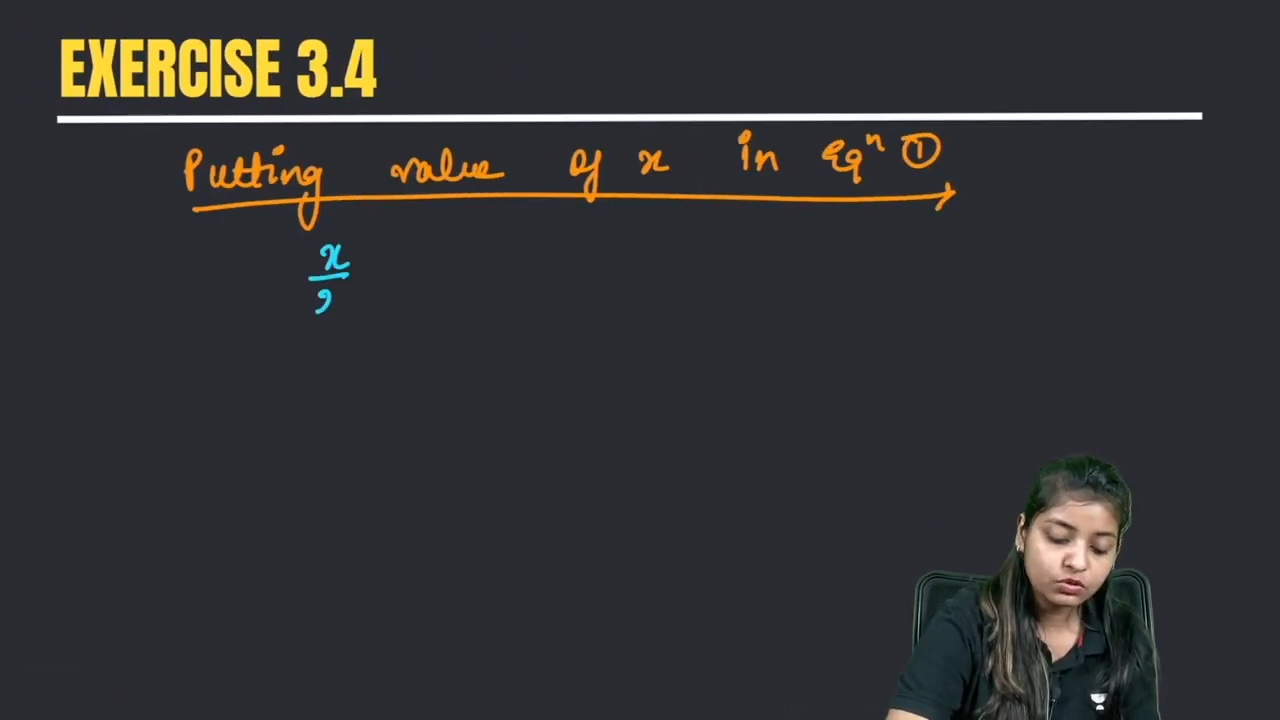 EXERCISE 3.4
Putting value of x in Eqⁿ ①
x